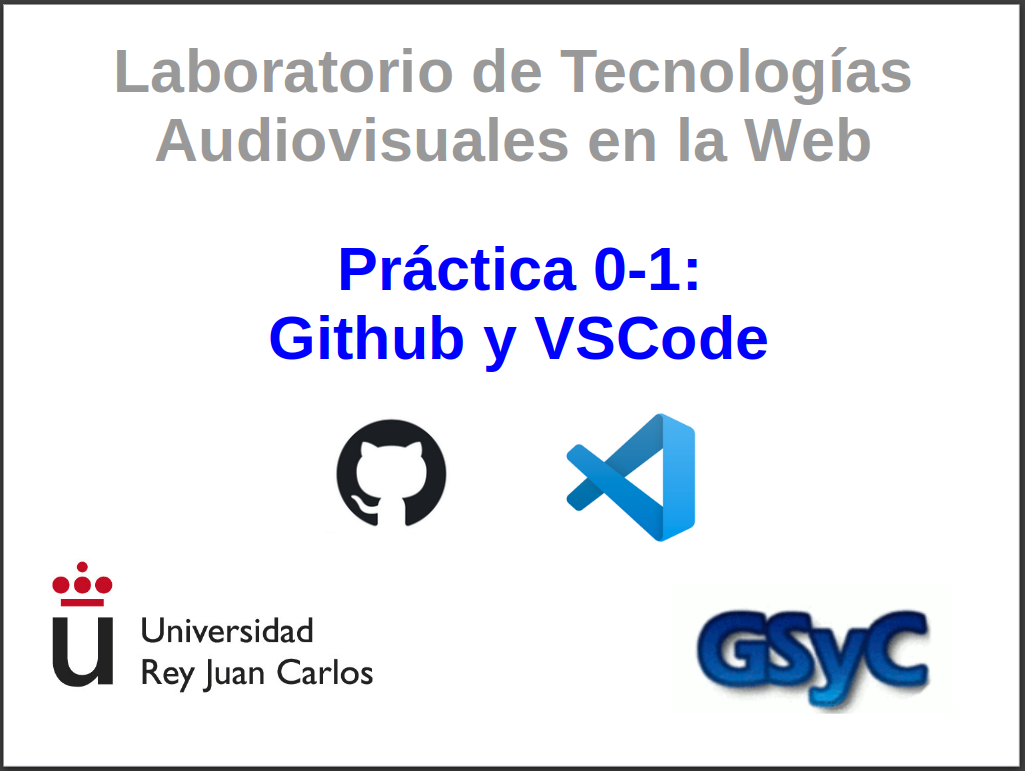 Laboratorio de Tecnologías
Audiovisuales en la Web
Práctica 0-1:
Github y VSCode
Universidad
Rey Juan Carlos
GSyC